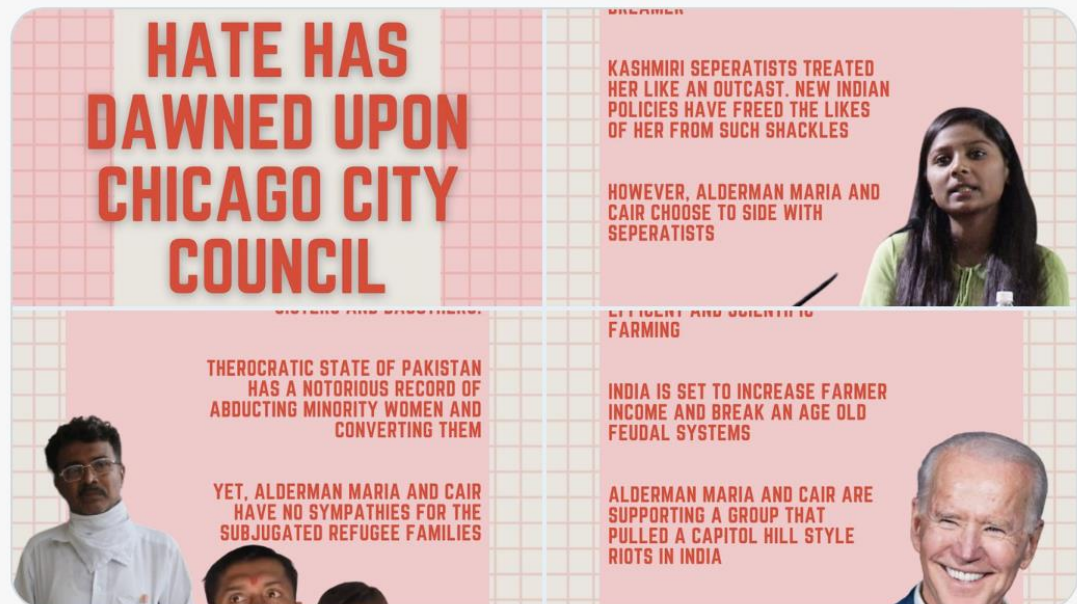 HATE HAS
DAWNED UPON
CHICAGO CITY
COUNCIL
DREAMER
KASHMIRI SEPERATISTS TREATED
HER LIKE AN OUTCAST. NEW INDIAN
POLICIES HAVE FREED THE LIKES
OF HER FROM SUCH SHACKLES
HOWEVER, ALDERMAN MARIA AND
CAIR CHOOSE TO SIDE WITH
SEPERATISTS
THEROCRATIC STATE OF PAKISTAN
HAS A NOTORIOUS RECORD OF
ABDUCTING MINORITY WOMEN AND
CONVERTING THEM
YET, ALDERMAN MARIA AND CAIR
HAVE NO SYMPATHIES FOR THE
SUBJUGATED REFUGEE FAMILIES
EFFICENT AND SCIENTIFIC
FARMING
INDIA IS SET TO INCREASE FARMER
INCOME AND BREAK AN AGE OLD
FEUDAL SYSTEMS
ALDERMAN MARIA AND CAIR ARE
SUPPORTING A GROUP THAT
PULLED A CAPITOL HILL STYLE
RIOTS IN INDIA